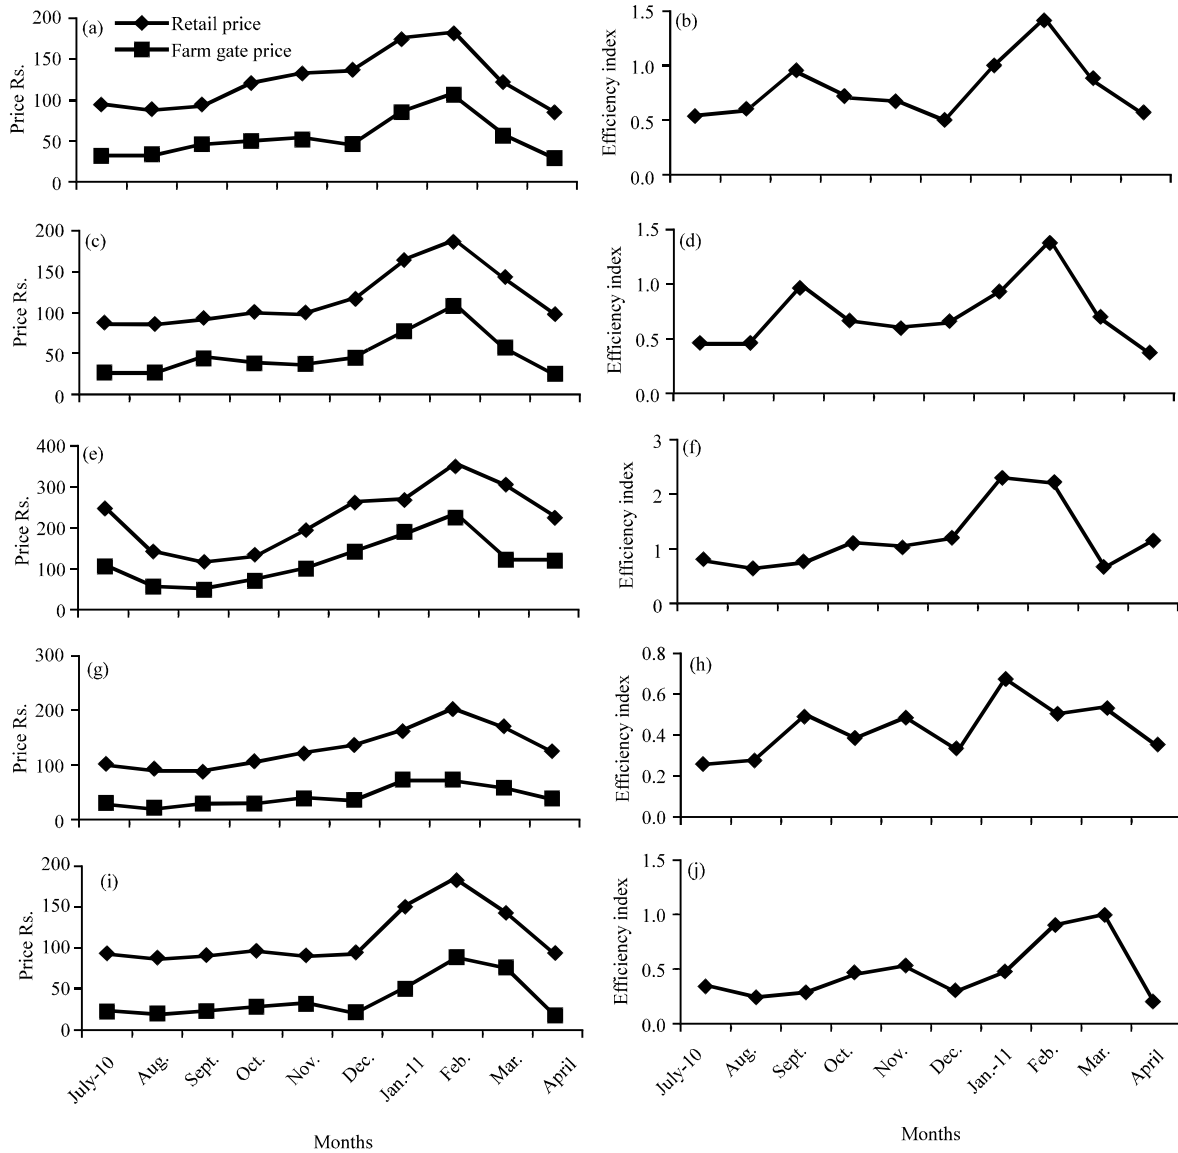 (a)
Retail price
Farm gate price
Price Rs.
200
150
100
50
0
(b)
Efficiency index
1.5
1.0
0.5
0.0
(c)
Price Rs.
200
150
100
50
0
(d)
Efficiency index
1.5
1.0
0.5
0.0
(e)
Price Rs.
400
300
200
100
0
(f)
Efficiency index
3
2
1
0
(g)
Price Rs.
300
200
100
0
(h)
Efficiency index
0.8
0.6
0.4
0.2
0.0
(i)
Price Rs.
200
150
100
50
0
July-10 Aug. Sept. Oct. Nov. Dec. Jan.-11 Feb. Mar. April
Months
(j)
Efficiency index
1.5
1.0
0.5
0.0
July-10 Aug. Sept. Oct. Nov. Dec. Jan.-11 Feb. Mar. April
Months